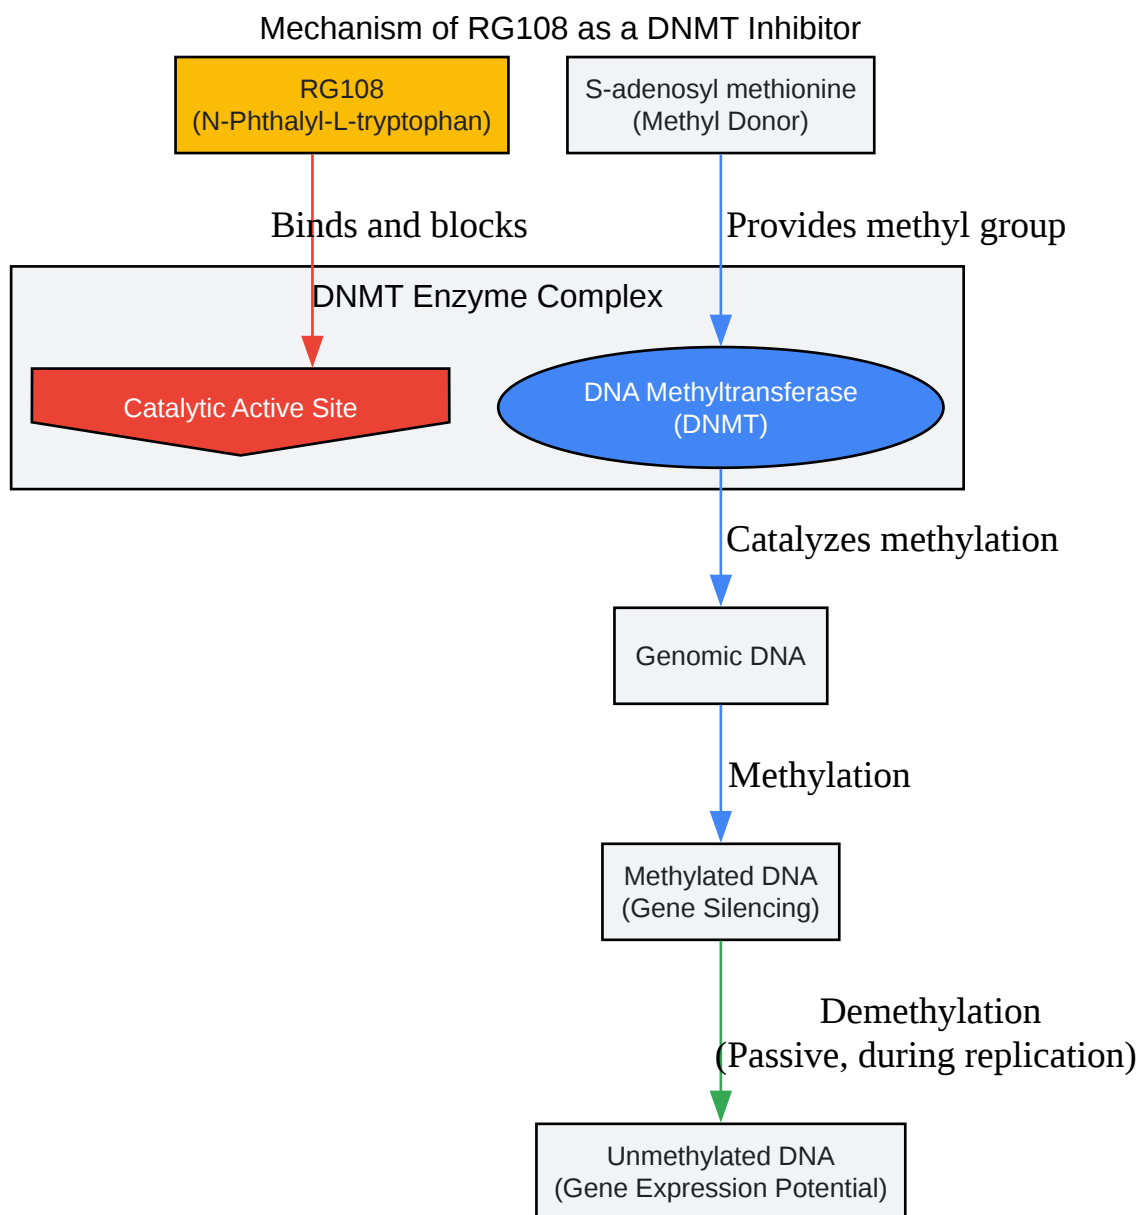 Mechanism of RG108 as a DNMT Inhibitor
RG108
(N-Phthalyl-L-tryptophan)
S-adenosyl methionine
(Methyl Donor)
Binds and blocks
Provides methyl group
DNMT Enzyme Complex
Catalytic Active Site
DNA Methyltransferase
(DNMT)
Catalyzes methylation
Genomic DNA
Methylation
Methylated DNA
(Gene Silencing)
Demethylation
(Passive, during replication)
Unmethylated DNA
(Gene Expression Potential)